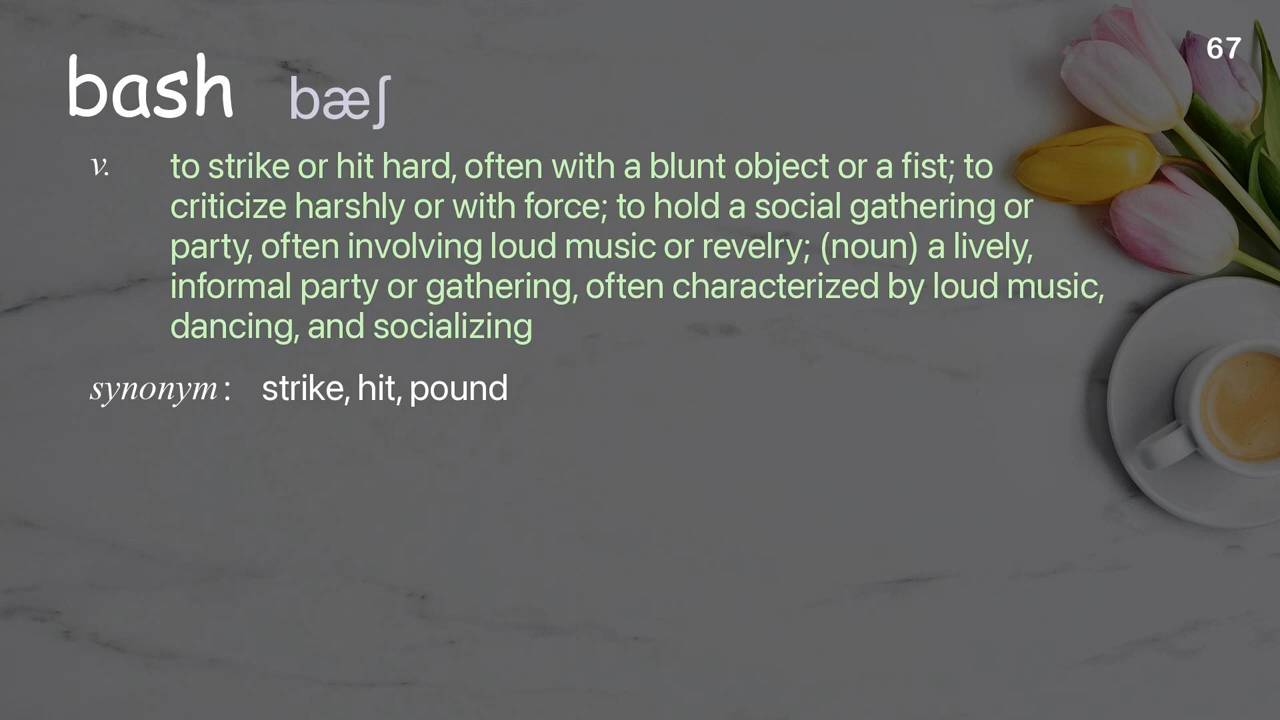 67
bash bæʃ
v. to strike or hit hard, often with a blunt object or a fist; to
criticize harshly or with force; to hold a social gathering or
party, often involving loud music or revelry; (noun) a lively,
informal party or gathering, often characterized by loud music,
dancing, and socializing
synonym: strike, hit, pound